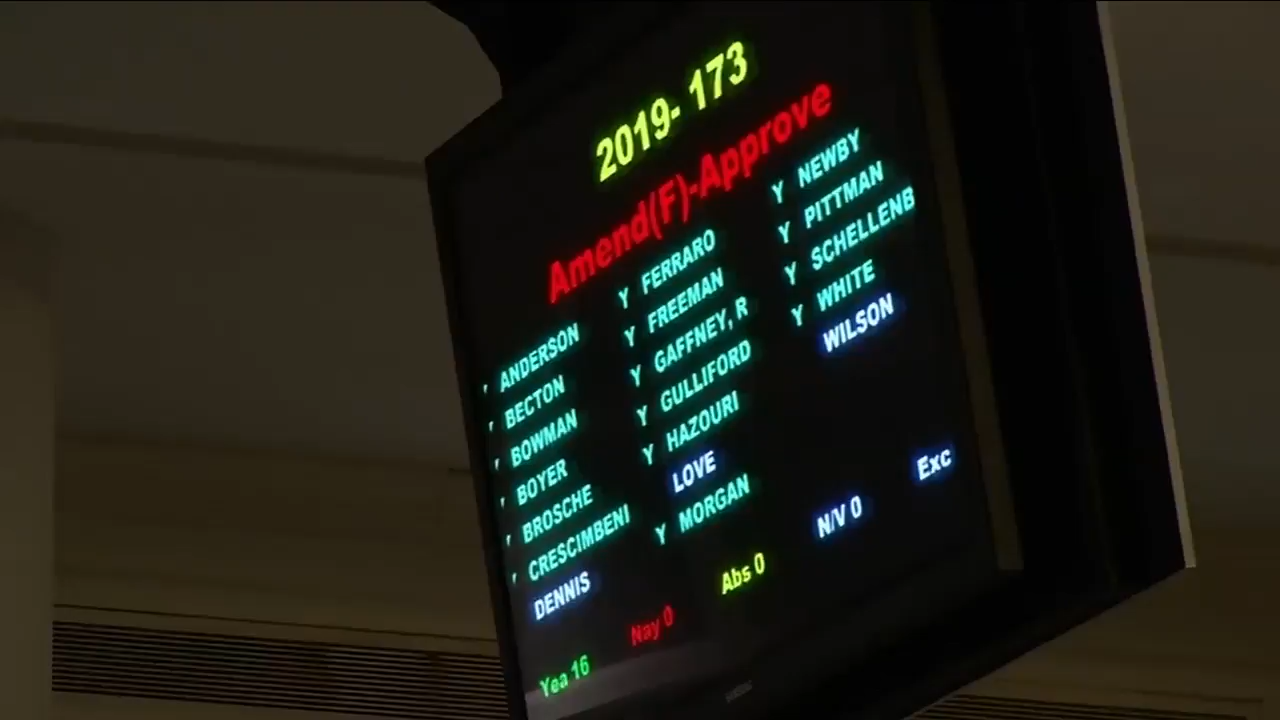 2019- 173
Amend(F)-Approve
ANDERSON
BECTON
BOWMAN
BOYER
BROSCHE
CRESCIMBENI
DENNIS
Y FERRARO
Y FREEMAN
Y GAFFNEY, R
Y GULLIFORD
Y HAZOURI
LOVE
Y MORGAN
Y NEWBY
Y PITTMAN
Y SCHELLENB
Y WHITE
WILSON
Yea 16
Nay 0
Abs 0
N/V 0
Exc